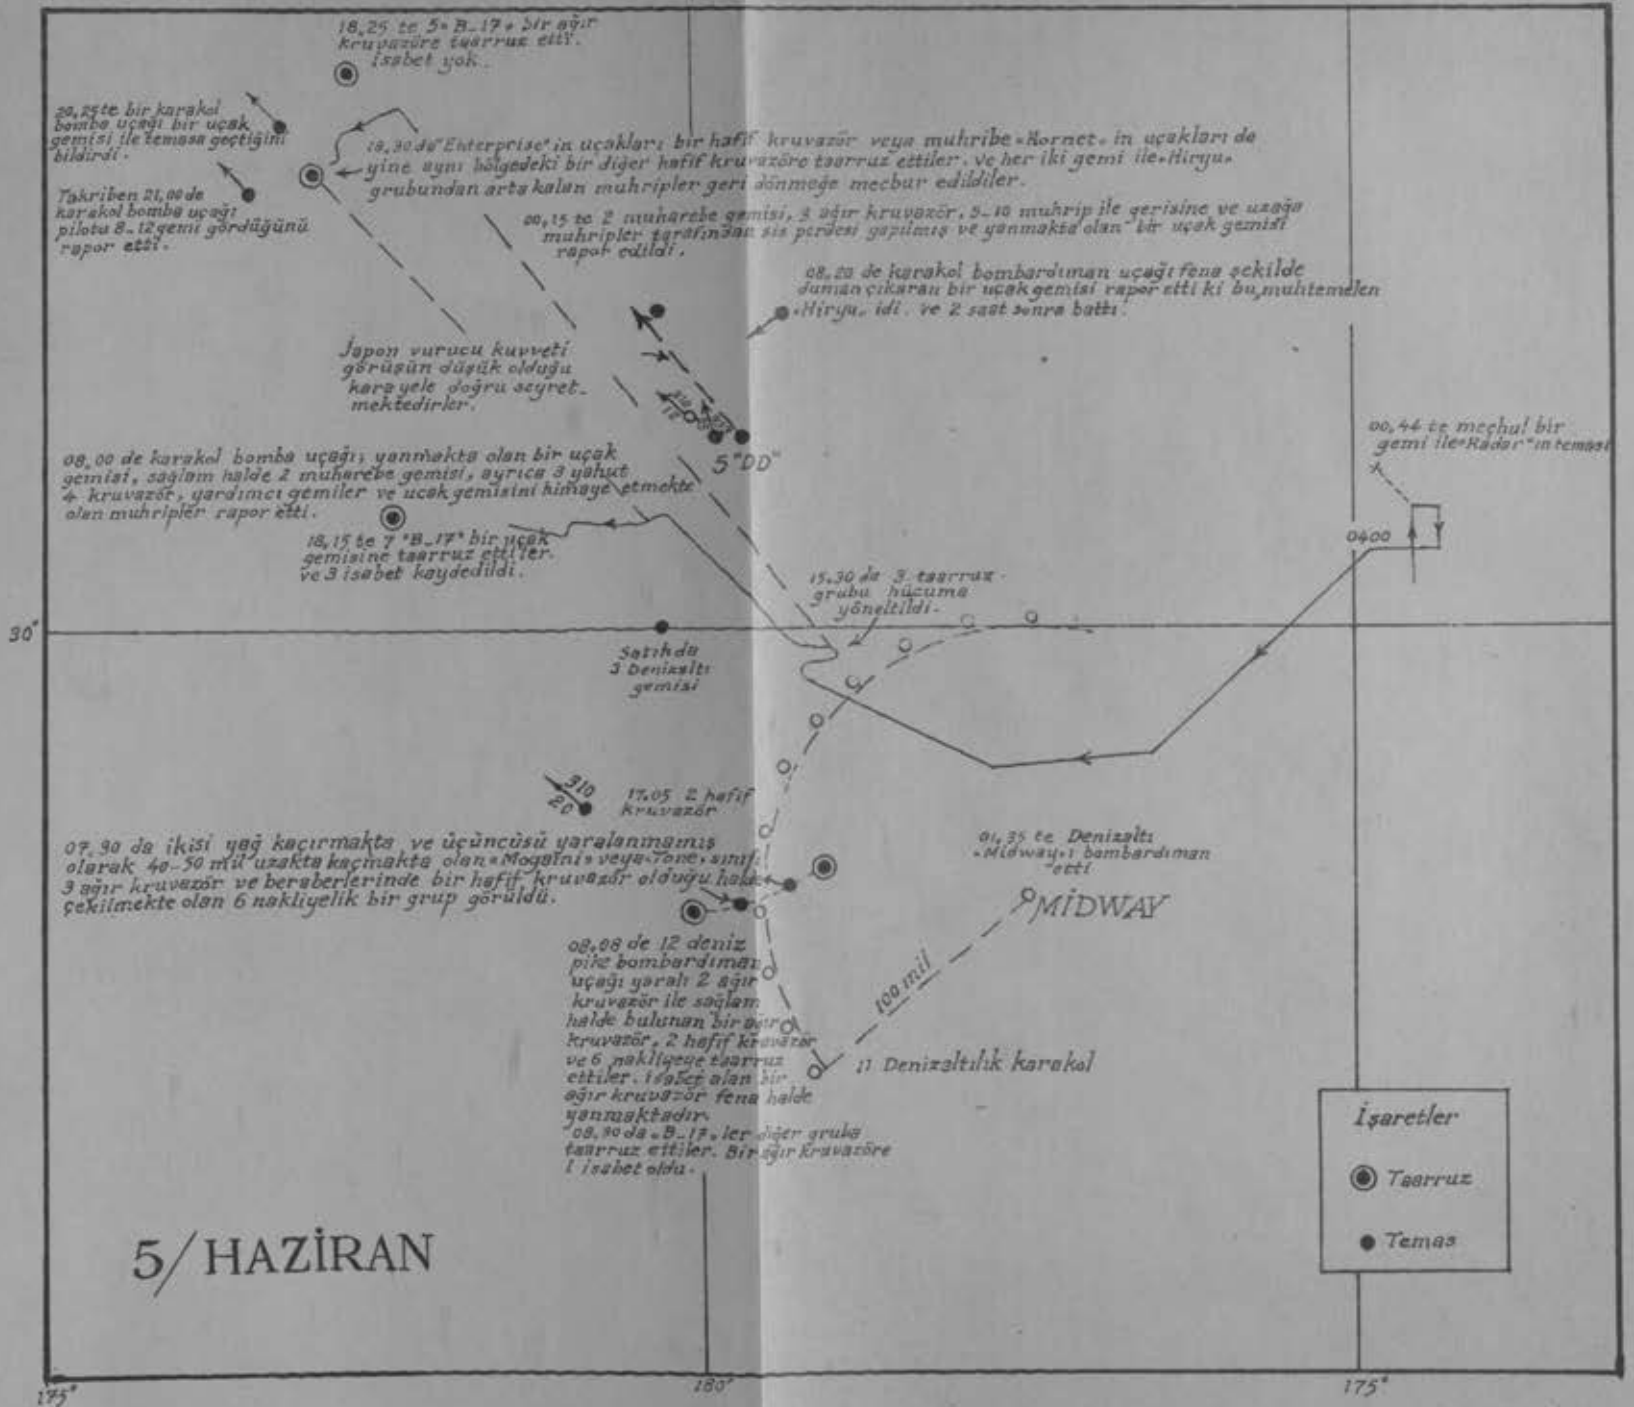 18.25 te 5 "B_17" bir ağır
kruvazöre taarruz etti.
İsabet yok_
20.25 te bir karakol
bomba uçağı bir uçak
gemisi ile temasa geçtiğini
bildirdi.
18.30 da "Enterprise" in uçakları bir hafif kruvazör veya muhribe «Hornet» in uçakları da
yine aynı bölgedeki bir diğer hafif kruvazöre taarruz ettiler. ve her iki gemi ile «Hiryu»
grubundan arta kalan muhripler geri dönmeğe mecbur edildiler.
Takriben 21,00 de
karakol bomba uçağı
pilotu 8_12 gemi gördüğünü
rapor etti.
00,15 te 2 muharebe gemisi, 3 ağır kruvazör, 5_10 muhrip ile gerisine ve uzağa
muhripler tarafından sis perdesi yapılmış ve yanmakta olan bir uçak gemisi
rapor edildi.
08.20 de karakol bombardıman uçağı fena şekilde
duman çıkaran bir uçak gemisi rapor etti ki bu, muhtemelen
«Hiryu» idi. ve 2 saat sonra battı.
Japon vurucu kuvveti
görüşün düşük olduğu
karayele doğru seyret_
mektedirler.
12
5 "DD"
00,44 te meçhul bir
gemi ile "Radar" ın teması
08.00 de karakol bomba uçağı; yanmakta olan bir uçak
gemisi, sağlam halde 2 muharebe gemisi, ayrıca 3 yahut
4 kruvazör, yardımcı gemiler ve uçak gemisini himaye etmekte
olan muhripler rapor etti.
18,15 te 7 "B_17" bir uçak
gemisine taarruz ettiler.
ve 3 isabet kaydedildi.
0400
15.30 da 3 taarruz
grubu hücuma
yöneltildi.
30°
Satıhda
3 Denizaltı
gemisi
310
20
17.05 2 hafif
kruvazör
07.30 da ikisi yağ kaçırmakta ve üçüncüsü yaralanmamış
olarak 40-50 mil uzakta kaçmakta olan «Mogaİni» veya «Tone» sınıfı
3 ağır kruvazör ve beraberlerinde bir hafif kruvazör olduğu halde
çekilmekte olan 6 nakliyelik bir grup görüldü.
01,35 te Denizaltı
«Midway» i bombardıman
etti
MİDWAY
100 mil
11 Denizaltılık karakol
08,08 de 12 deniz
pike bombardıman
uçağı yaralı 2 ağır
kruvazör ile sağlam
halde bulunan bir ağır
kruvazör, 2 hafif kruvazör
ve 6 nakliyeye taarruz
ettiler. İsabet alan bir
ağır kruvazör fena halde
yanmaktadır.
08.30 da «B_17» ler diğer gruba
taarruz ettiler. Bir ağır kruvazöre
1 isabet oldu.
İşaretler
Taarruz
Temas
5/HAZİRAN
175°
180°
175°